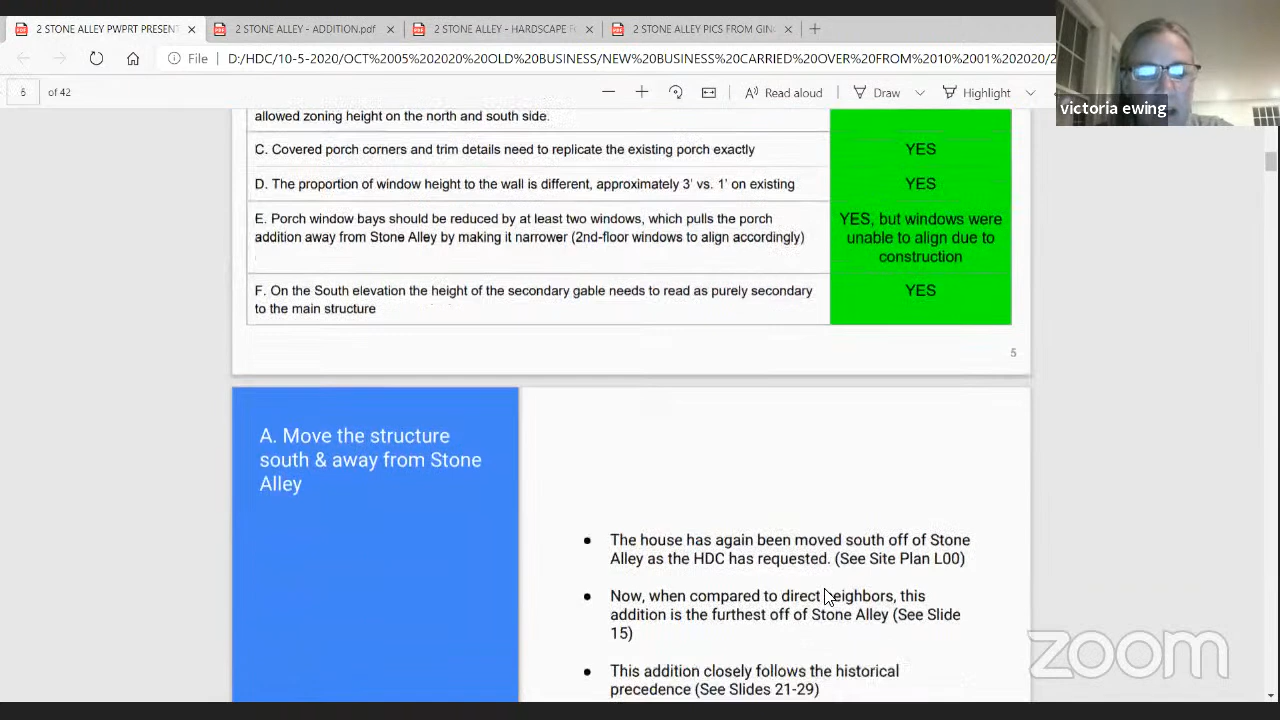 2 STONE ALLEY PWPRT PRESENT
2 STONE ALLEY - ADDITION.pdf
2 STONE ALLEY - HARDSCAPE
2 STONE ALLEY PICS FROM GIN
File
D:/HDC/10-5-2020/OCT%2005%202020%20OLD%20BUSINESS/NEW%20BUSINESS%20CARRIED%20OVER%20FROM%2010%2001%202020/2
5 of 42
Read aloud
Draw
Highlight
victoria ewing
allowed zoning height on the north and south side.
C. Covered porch corners and trim details need to replicate the existing porch exactly
YES
D. The proportion of window height to the wall is different, approximately 3' vs. 1' on existing
YES
E. Porch window bays should be reduced by at least two windows, which pulls the porch
addition away from Stone Alley by making it narrower (2nd-floor windows to align accordingly)
YES, but windows were
unable to align due to
construction
F. On the South elevation the height of the secondary gable needs to read as purely secondary
to the main structure
YES
5
A. Move the structure
south & away from Stone
Alley
● The house has again been moved south off of Stone
Alley as the HDC has requested. (See Site Plan L00)
● Now, when compared to direct neighbors, this
addition is the furthest off of Stone Alley (See Slide
15)
● This addition closely follows the historical
precedence (See Slides 21-29)
zoom